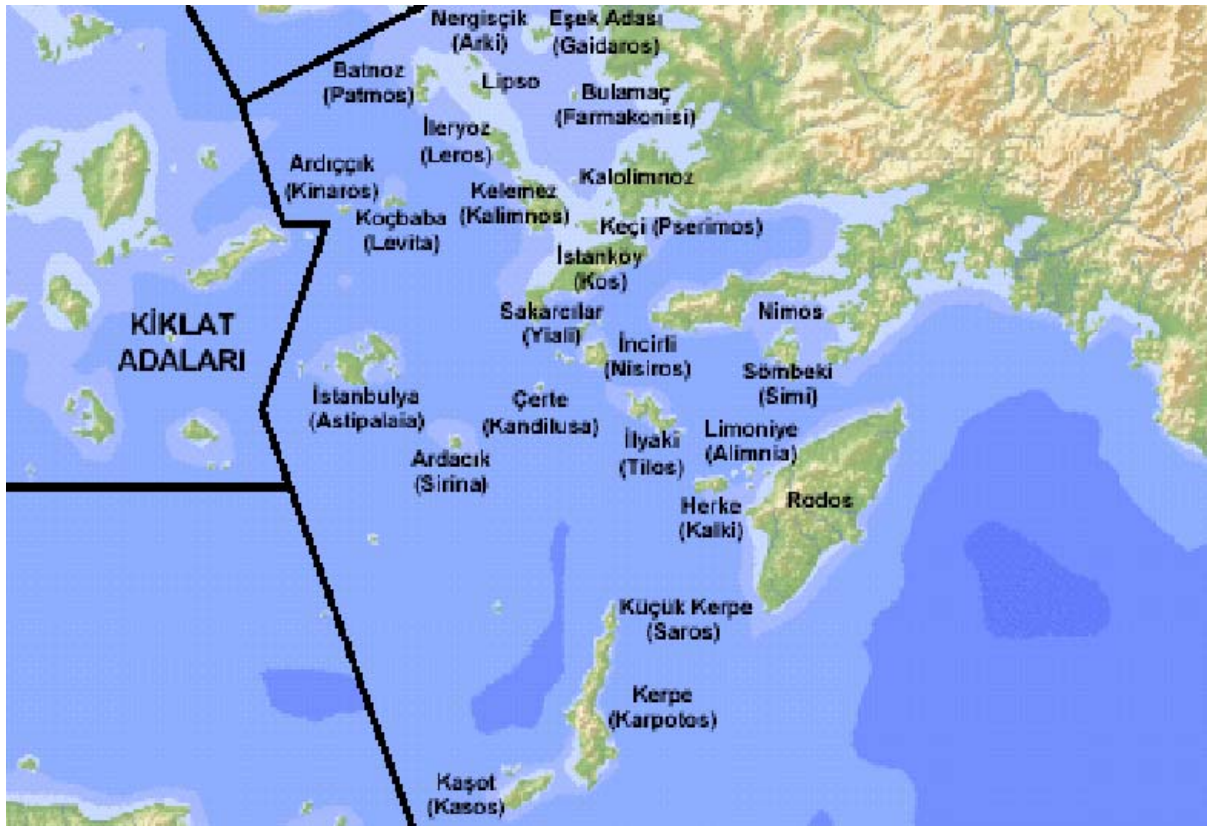 Nergisçik
(Arki)
Eşek Adası
(Gaidaros)
Batnoz
(Patmos)
Lipso
Bulamaç
(Farmakonisi)
İleryoz
(Leros)
Ardıççık
(Kinaros)
Kalolimnoz
Kelemez
(Kalimnos)
Koçbaba
(Levita)
Keçi (Pserimos)
İstanköy
(Kos)
KİKLAT
ADALARI
Sakarcılar
(Yiali)
Nimos
İncirli
(Nisiros)
Sömbeki
(Simi)
İstanbulya
(Astipalaia)
Çerte
(Kandilusa)
İlyaki
(Tilos)
Limoniye
(Alimnia)
Ardacık
(Sirina)
Herke
(Kalki)
Rodos
Küçük Kerpe
(Saros)
Kerpe
(Karpotos)
Kaşot
(Kasos)